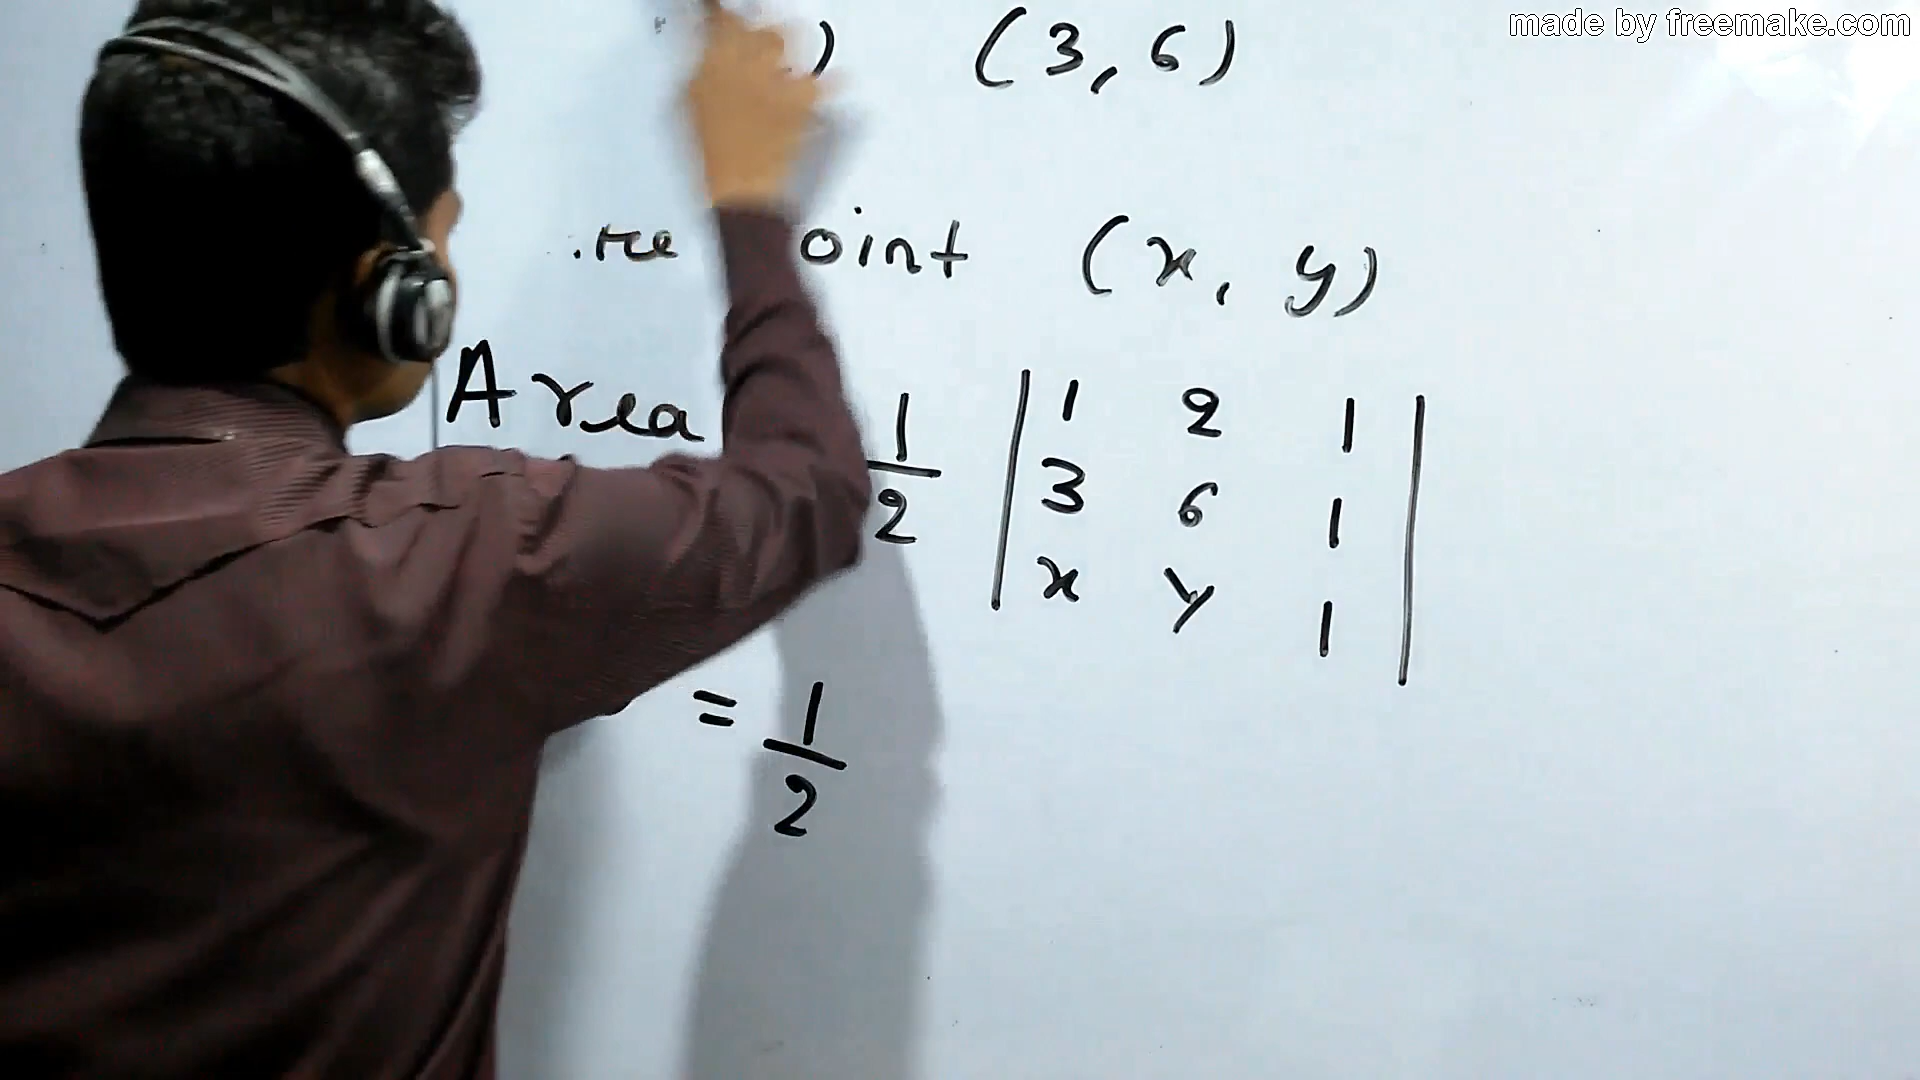 made by freemake.com
) (3, 6)
oint (x, y)
Area 1/2 | 1 2 1 |
| 3 6 1 |
| x y 1 |
= 1/2